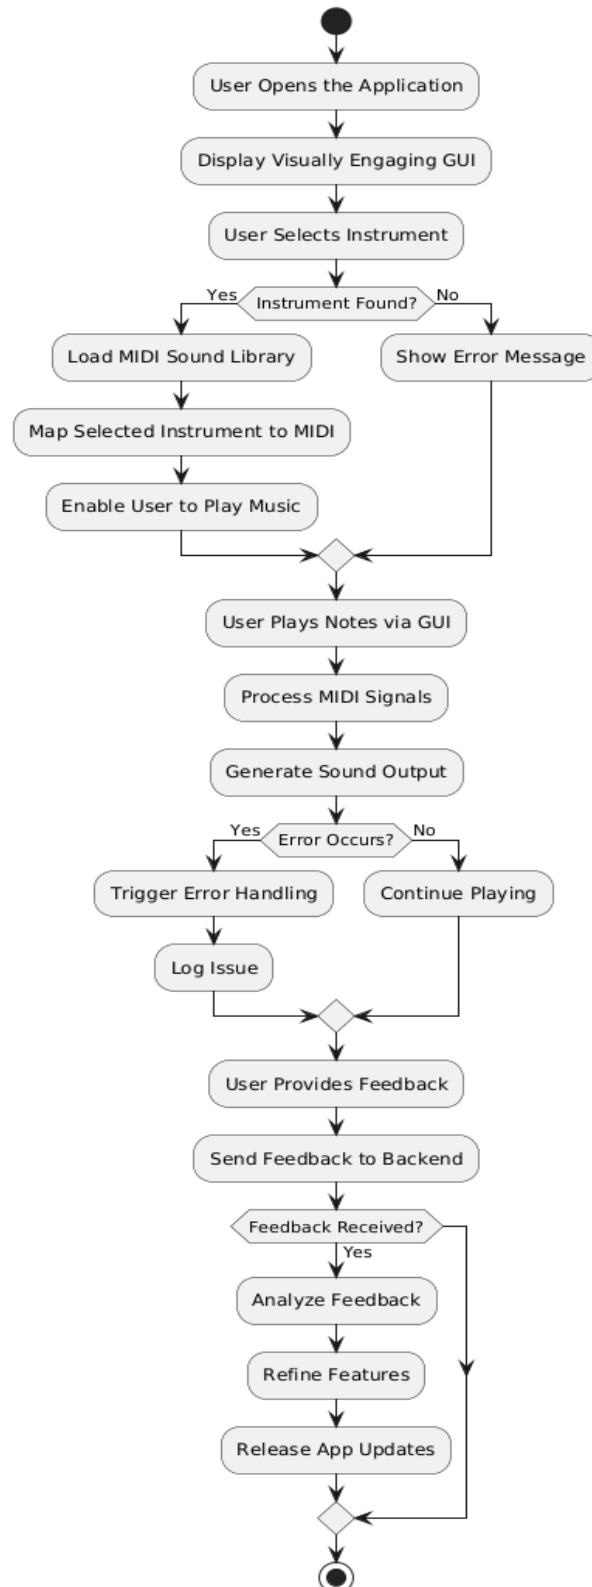 User Opens the Application
Display Visually Engaging GUI
User Selects Instrument
Yes
Instrument Found?
No
Load MIDI Sound Library
Show Error Message
Map Selected Instrument to MIDI
Enable User to Play Music
User Plays Notes via GUI
Process MIDI Signals
Generate Sound Output
Yes
Error Occurs?
No
Trigger Error Handling
Continue Playing
Log Issue
User Provides Feedback
Send Feedback to Backend
Feedback Received?
Yes
Analyze Feedback
Refine Features
Release App Updates